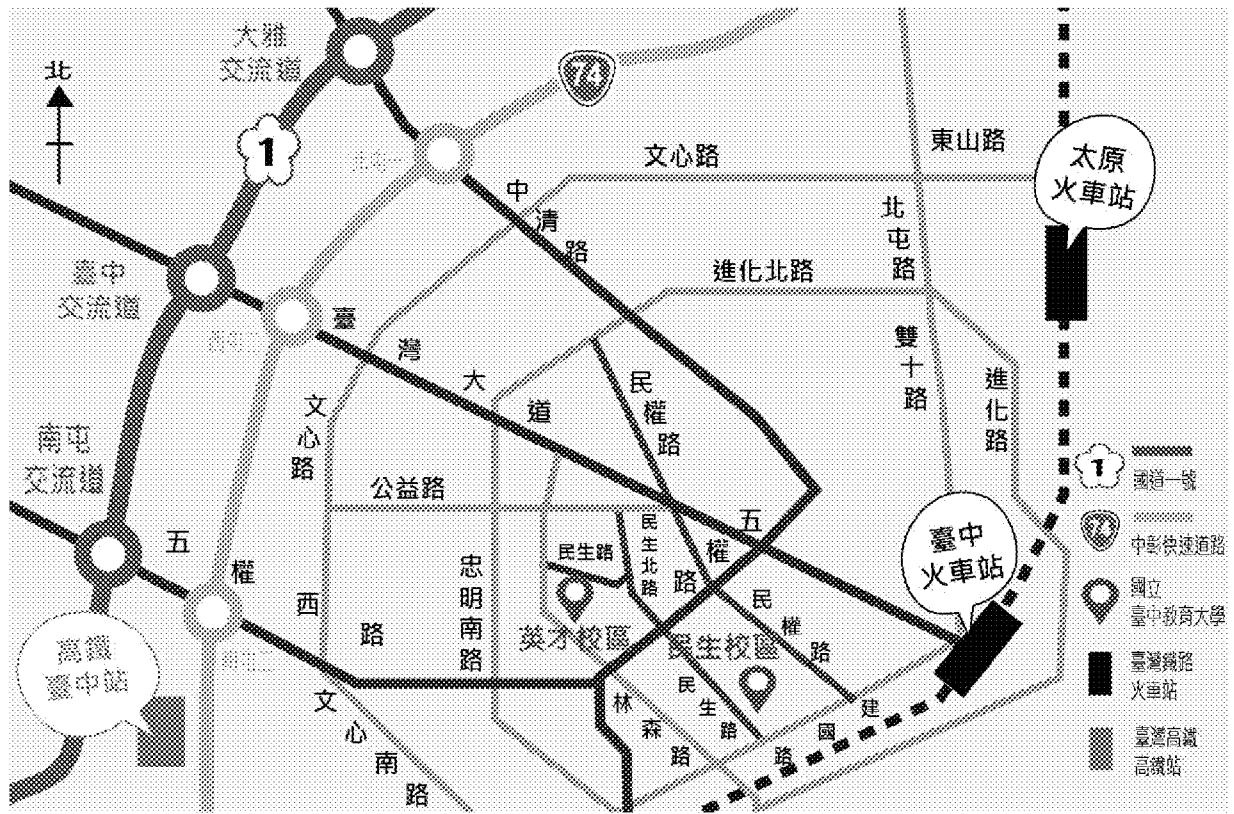 大雅
交流道
北
74
1
東山路
文心路
太原
火車站
中清路
北屯路
臺中
交流道
進化北路
臺灣大道
雙十路
進化路
民權路
文心路
南屯
交流道
公益路
五權西路
五權路
民生北路
民生路
忠明南路
臺中
火車站
英才校區
民生校區
民權路
高鐵
臺中站
文心南路
林森路
民生路
建國路
1
國道一號
74
中彰快速道路
國立
臺中教育大學
臺灣鐵路
火車站
臺灣高鐵
高鐵站